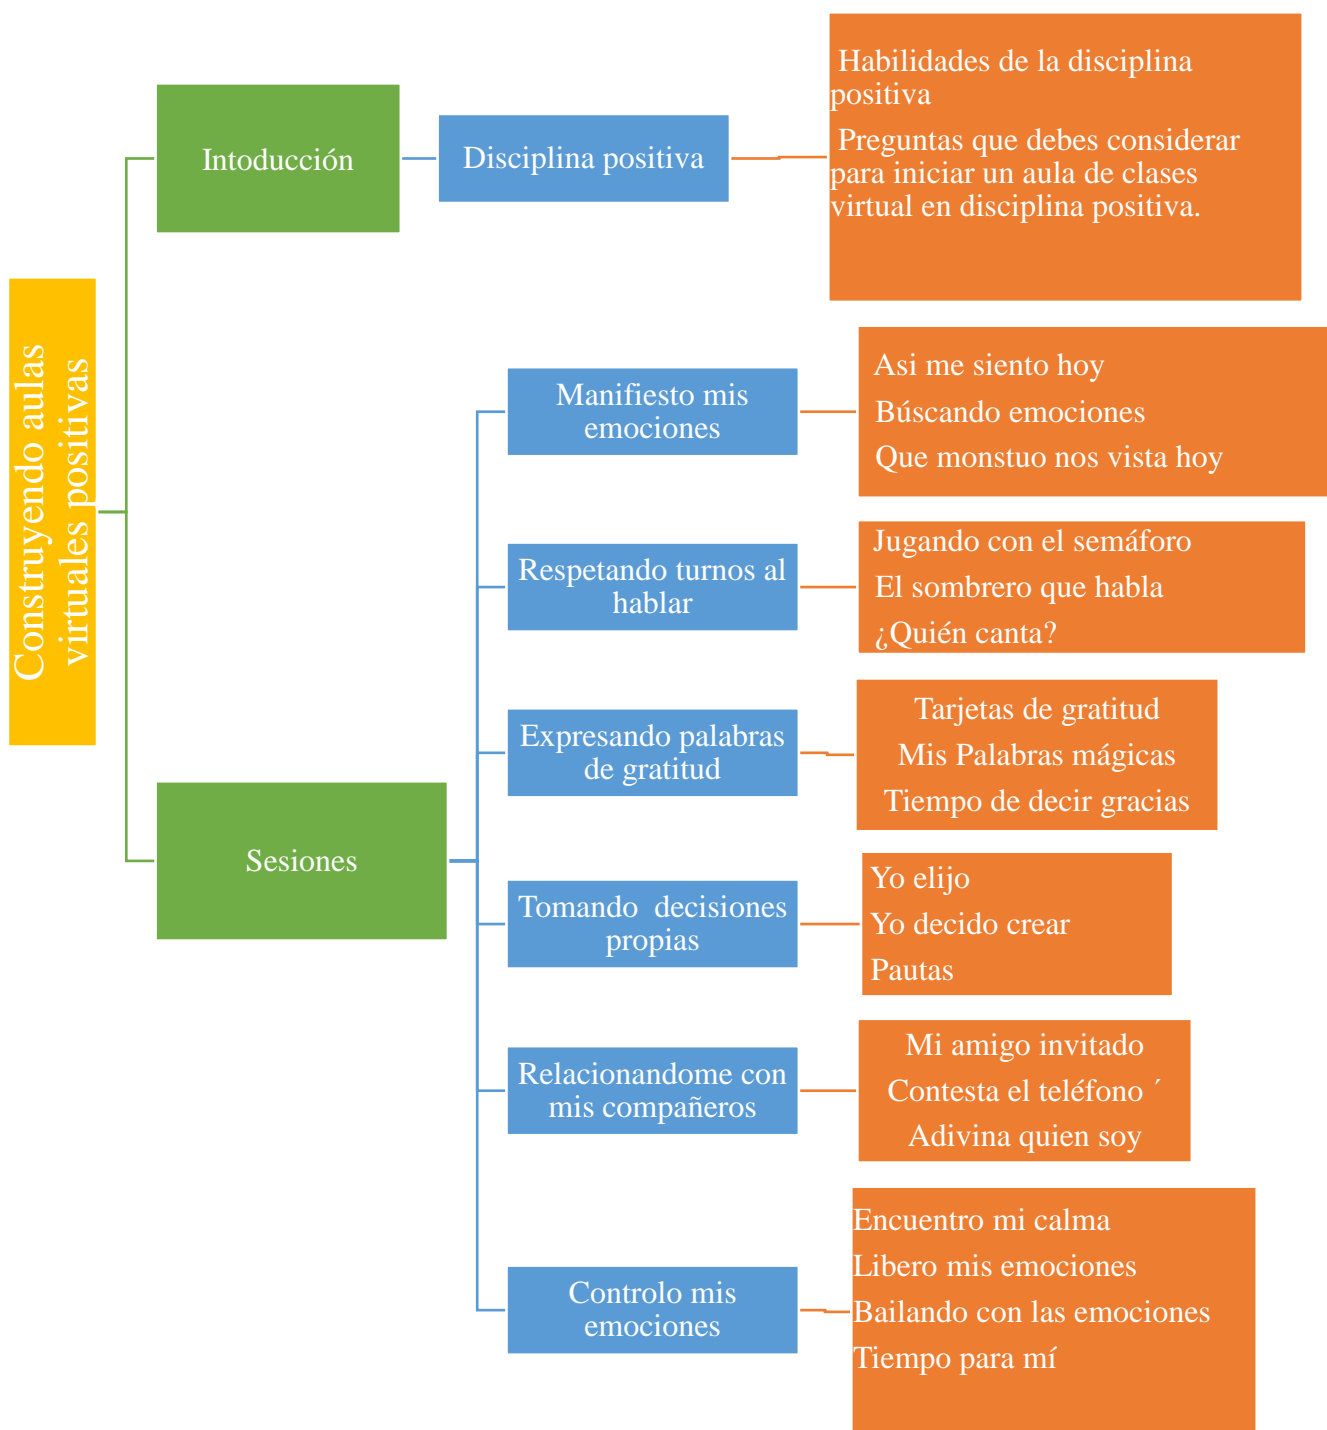 Construyendo aulas
virtuales positivas
Intoducción
Disciplina positiva
Habilidades de la disciplina
positiva
Preguntas que debes considerar
para iniciar un aula de clases
virtual en disciplina positiva.
Sesiones
Manifiesto mis
emociones
Asi me siento hoy
Búscando emociones
Que monstuo nos vista hoy
Respetando turnos al
hablar
Jugando con el semáforo
El sombrero que habla
¿Quién canta?
Expresando palabras
de gratitud
Tarjetas de gratitud
Mis Palabras mágicas
Tiempo de decir gracias
Tomando  decisiones
propias
Yo elijo
Yo decido crear
Pautas
Relacionandome con
mis compañeros
Mi amigo invitado
Contesta el teléfono ´
Adivina quien soy
Controlo mis
emociones
Encuentro mi calma
Libero mis emociones
Bailando con las emociones
Tiempo para mí